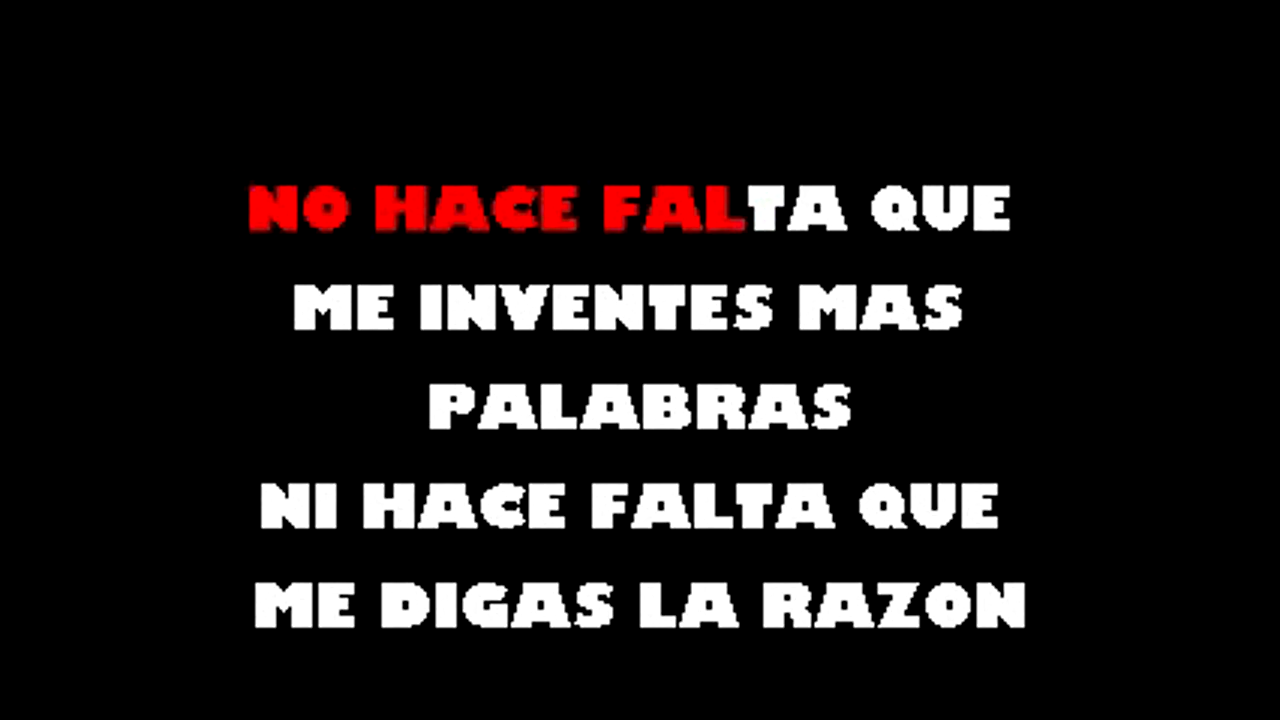 NO HACE FALTA QUE
ME INVENTES MAS
PALABRAS
NI HACE FALTA QUE
ME DIGAS LA RAZON